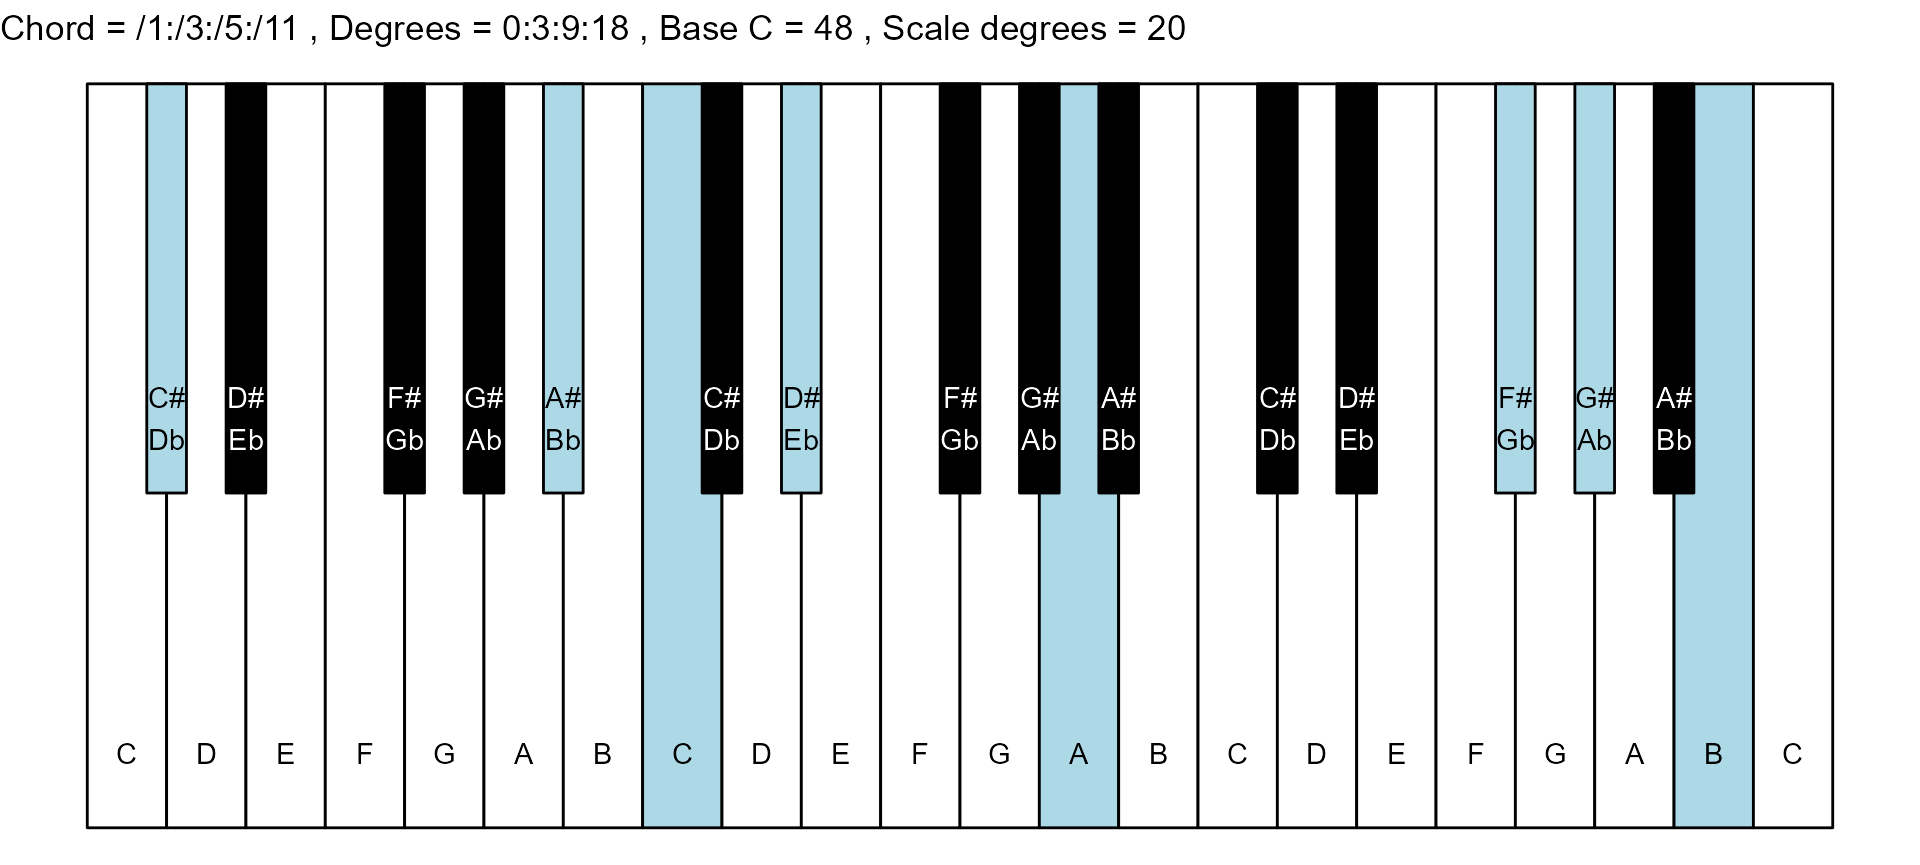 Chord = /1:/3:/5:/11 , Degrees = 0:3:9:18 , Base C = 48 , Scale degrees = 20
C# D# F# G# A# C# D# F# G# A# C# D# F# G# A#
Db Eb Gb Ab Bb Db Eb Gb Ab Bb Db Eb Gb Ab Bb
C D E F G A B C D E F G A B C D E F G A B C